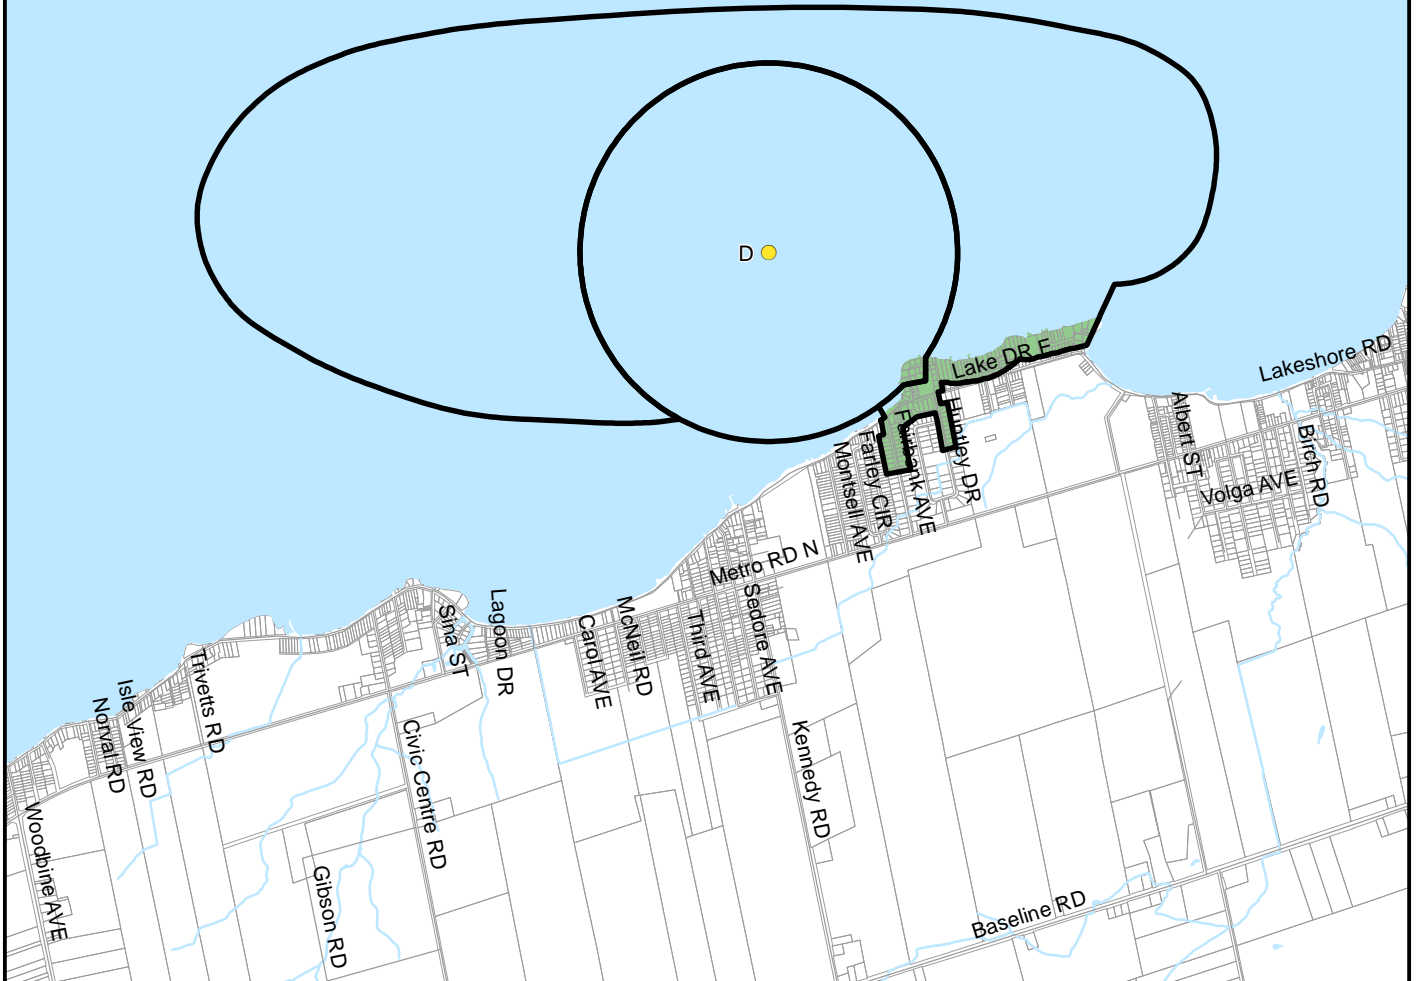 D
Lake DR E
Lakeshore RD
Albert ST
Birch RD
Volga AVE
Huntley DR
Fairbank AVE
Farley CIR
Montsell AVE
Metro RD N
Sedore AVE
Third AVE
McNeil RD
Carol AVE
Lagoon DR
Sina ST
Trivetts RD
Isle View RD
Norval RD
Woodbine AVE
Civic Centre RD
Gibson RD
Kennedy RD
Baseline RD